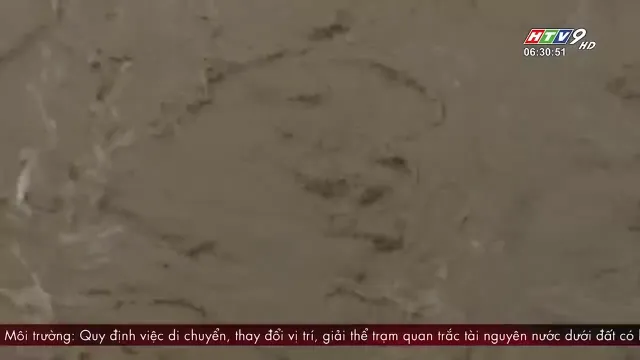 HTV9 HD
06:30:51
Môi trường: Quy định việc di chuyển, thay đổi vị trí, giải thể trạm quan trắc tài nguyên nước dưới đất có